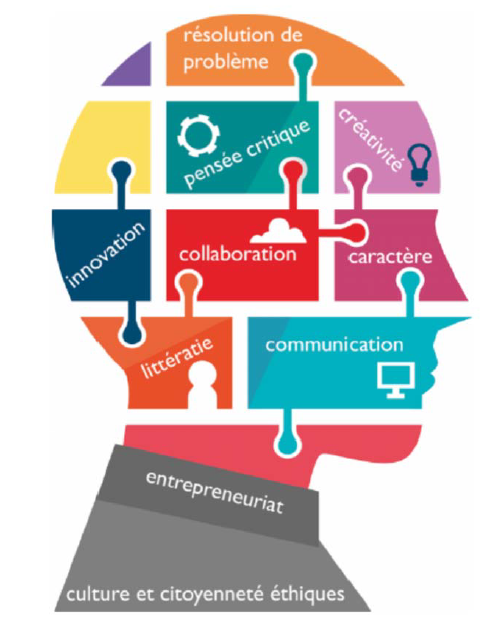 résolution de
problème
pensée critique
créativité
innovation
collaboration
caractère
littératie
communication
entrepreneuriat
culture et citoyenneté éthiques